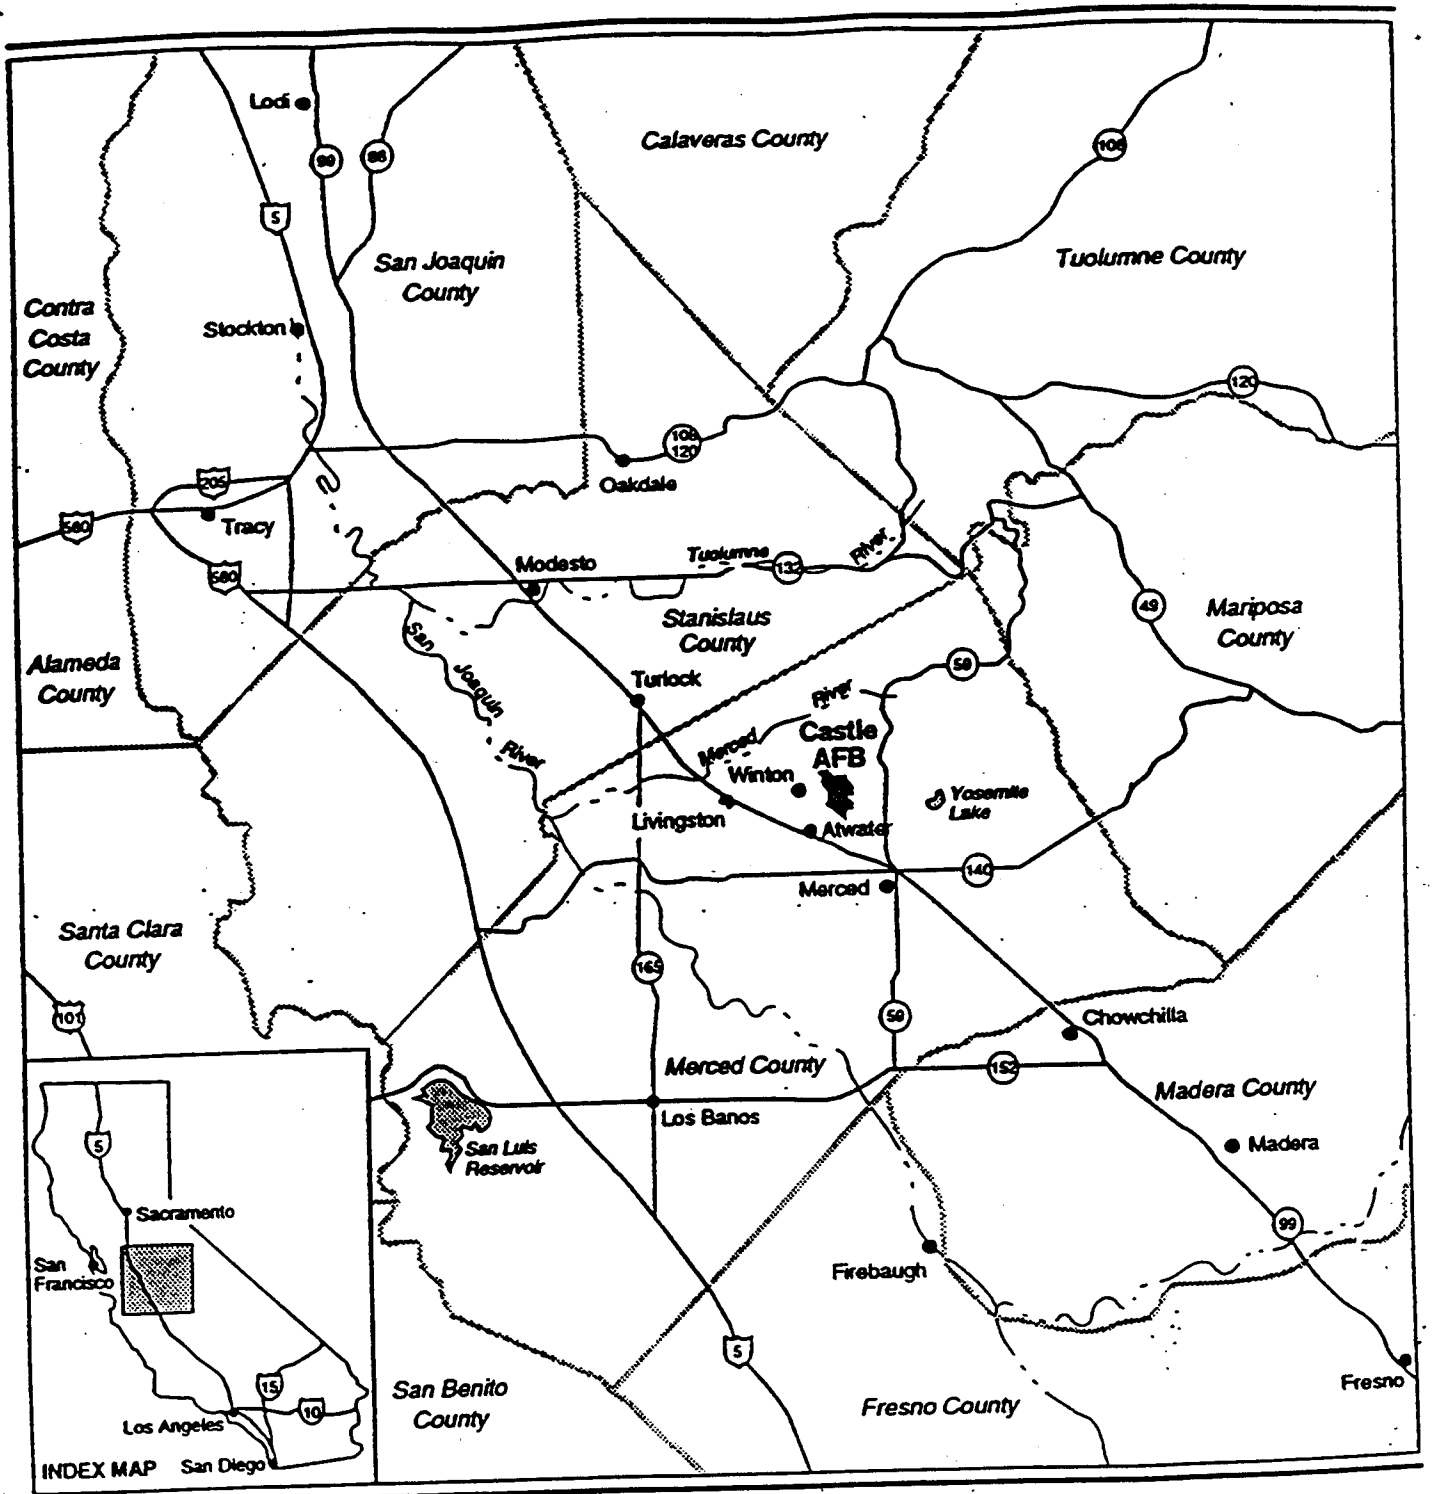 Lodi
Calaveras County
99
88
108
5
San Joaquin
County
Tuolumne County
Contra
Costa
County
Stockton
120
108
120
Oakdale
205
580
Tracy
580
Modesto
Tuolumne
132
River
Stanislaus
County
49
Mariposa
County
San
Joaquin
River
Alameda
County
Turlock
59
River
Merced
Castle
AFB
Winton
Yosemite
Lake
Livingston
Atwater
140
Merced
Santa Clara
County
165
101
59
Chowchilla
Merced County
152
Madera County
Los Banos
San Luis
Reservoir
Madera
99
Firebaugh
5
Fresno
San Benito
County
Fresno County
5
Sacramento
San
Francisco
15
10
Los Angeles
INDEX MAP
San Diego